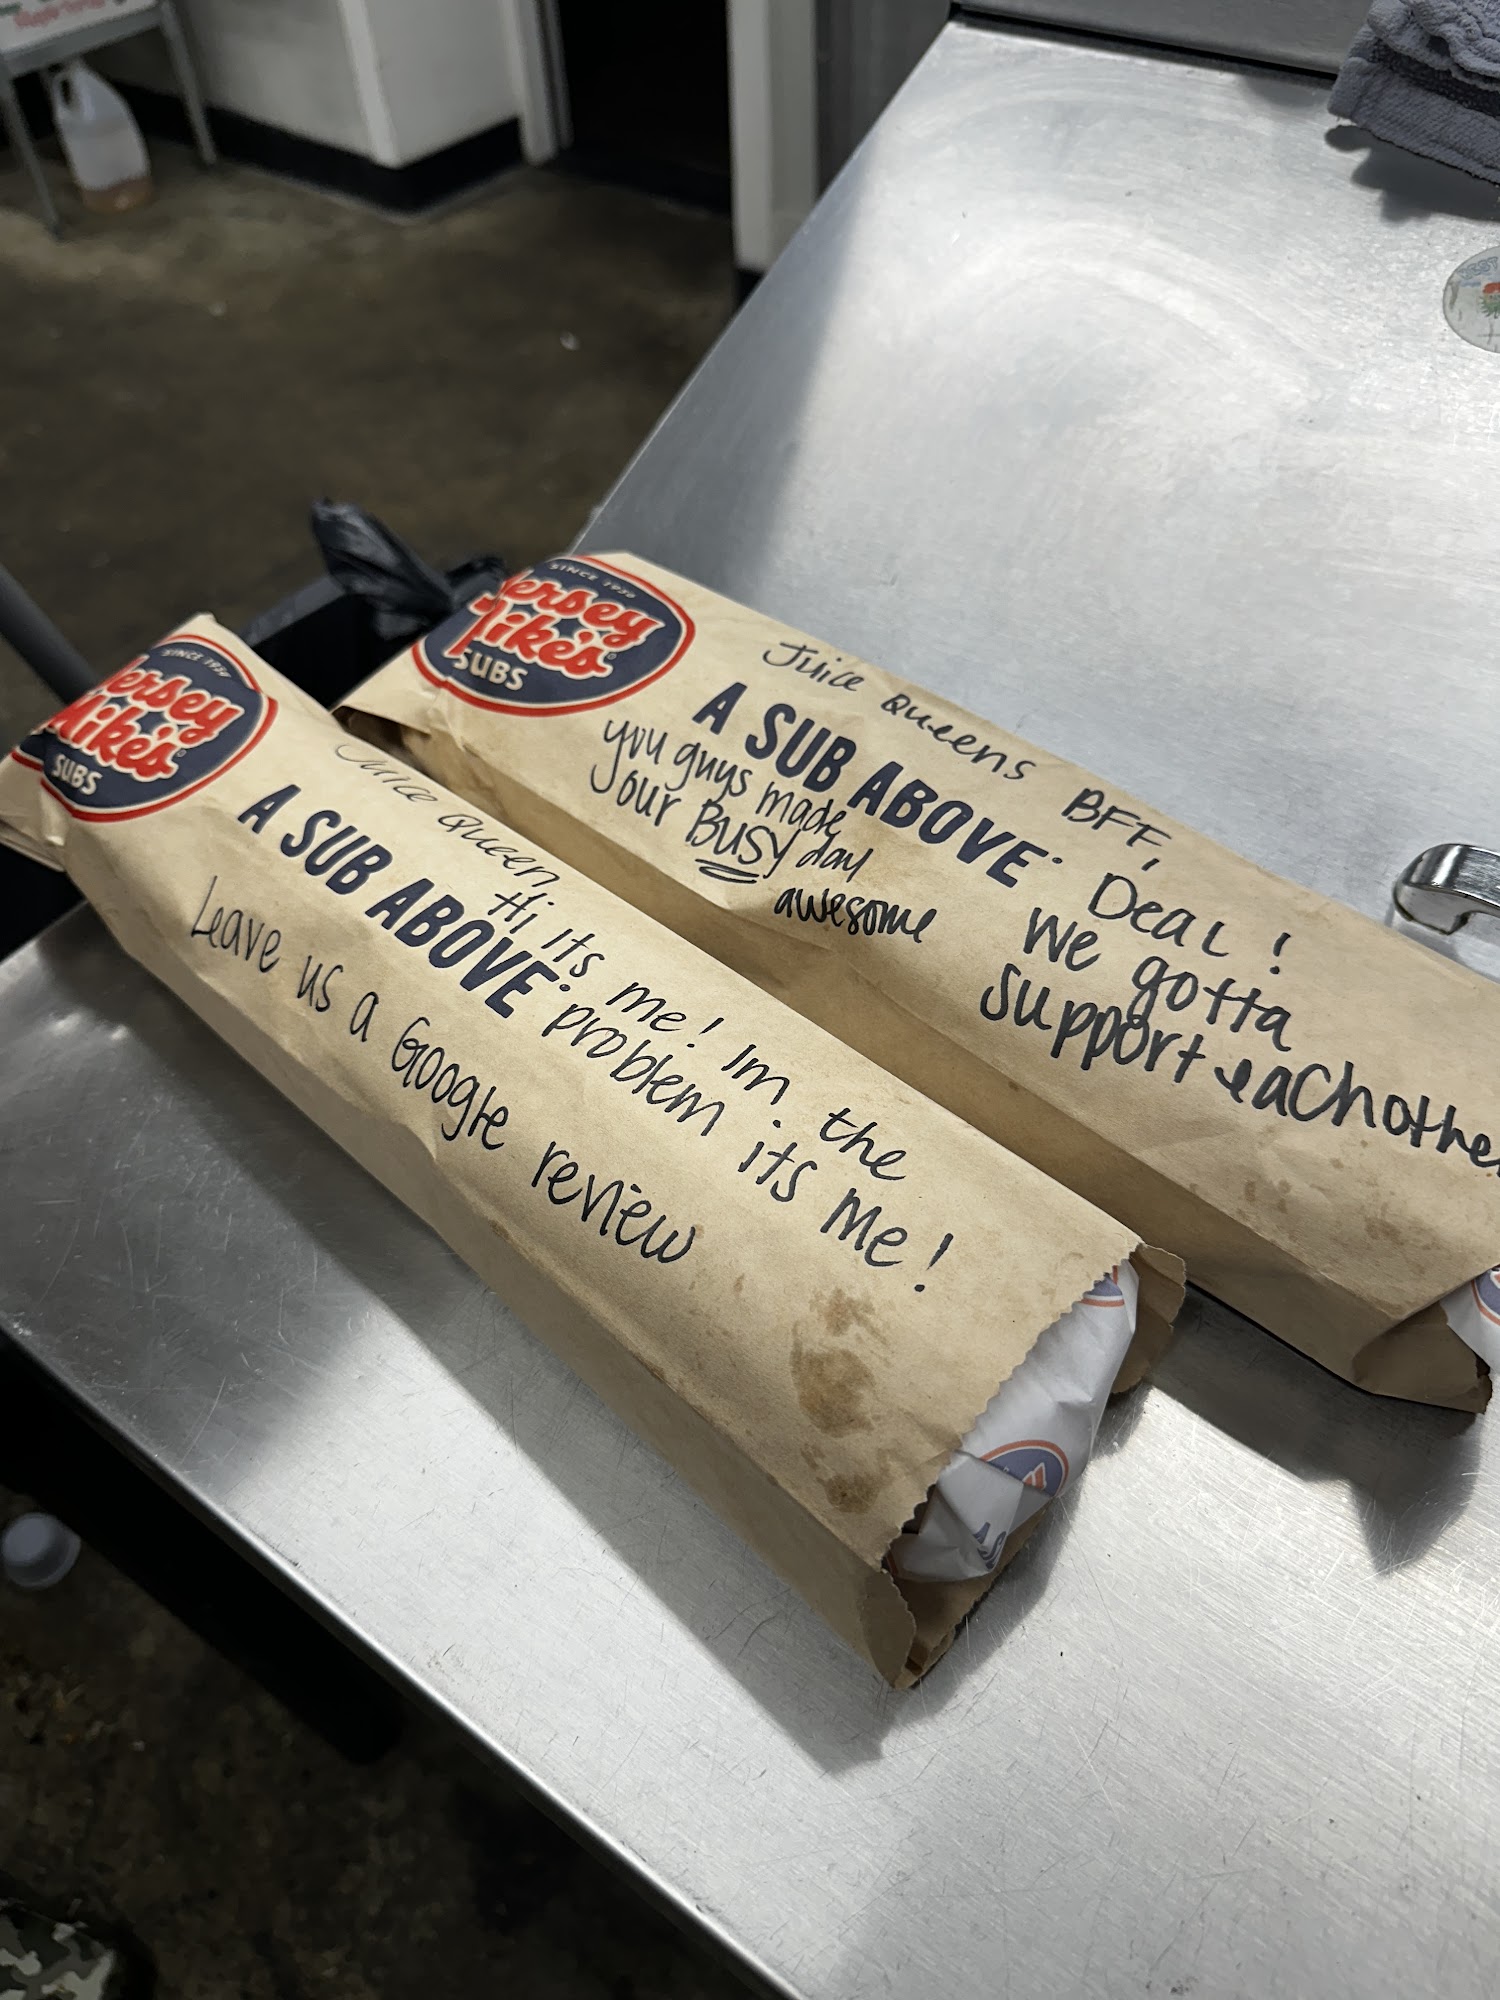 SINCE 1956
Jersey
Mike's
SUBS
Juice Queen
A SUB ABOVE
Hi its me! Im the
problem its me!
Leave us a Google review
SINCE 1956
Jersey
Mike's
SUBS
Juice Queens BFF,
A SUB ABOVE
you guys made
our BUSY day
awesome
Deal!
We gotta
support eachothe